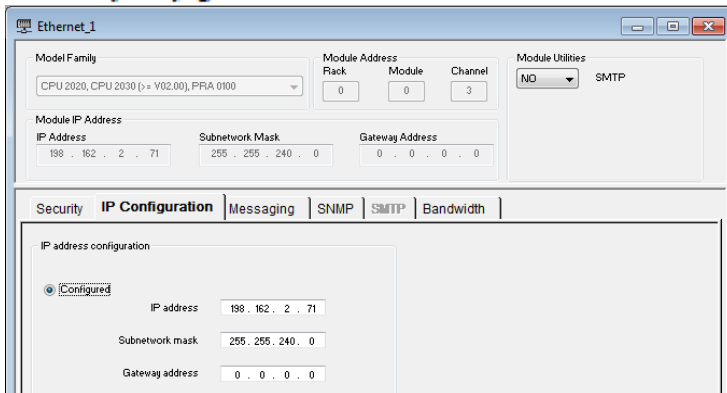 Ethernet_1
Model Family
CPU 2020, CPU 2030 (>= V02.00), PRA 0100
Module Address
Rack Module Channel
0 0 3
Module Utilities
NO SMTP
Module IP Address
IP Address Subnetwork Mask Gateway Address
198 . 162 . 2 . 71 255 . 255 . 240 . 0 0 . 0 . 0 . 0
Security IP Configuration Messaging SNMP SMTP Bandwidth
IP address configuration
Configured
IP address 198 . 162 . 2 . 71
Subnetwork mask 255 . 255 . 240 . 0
Gateway address 0 . 0 . 0 . 0